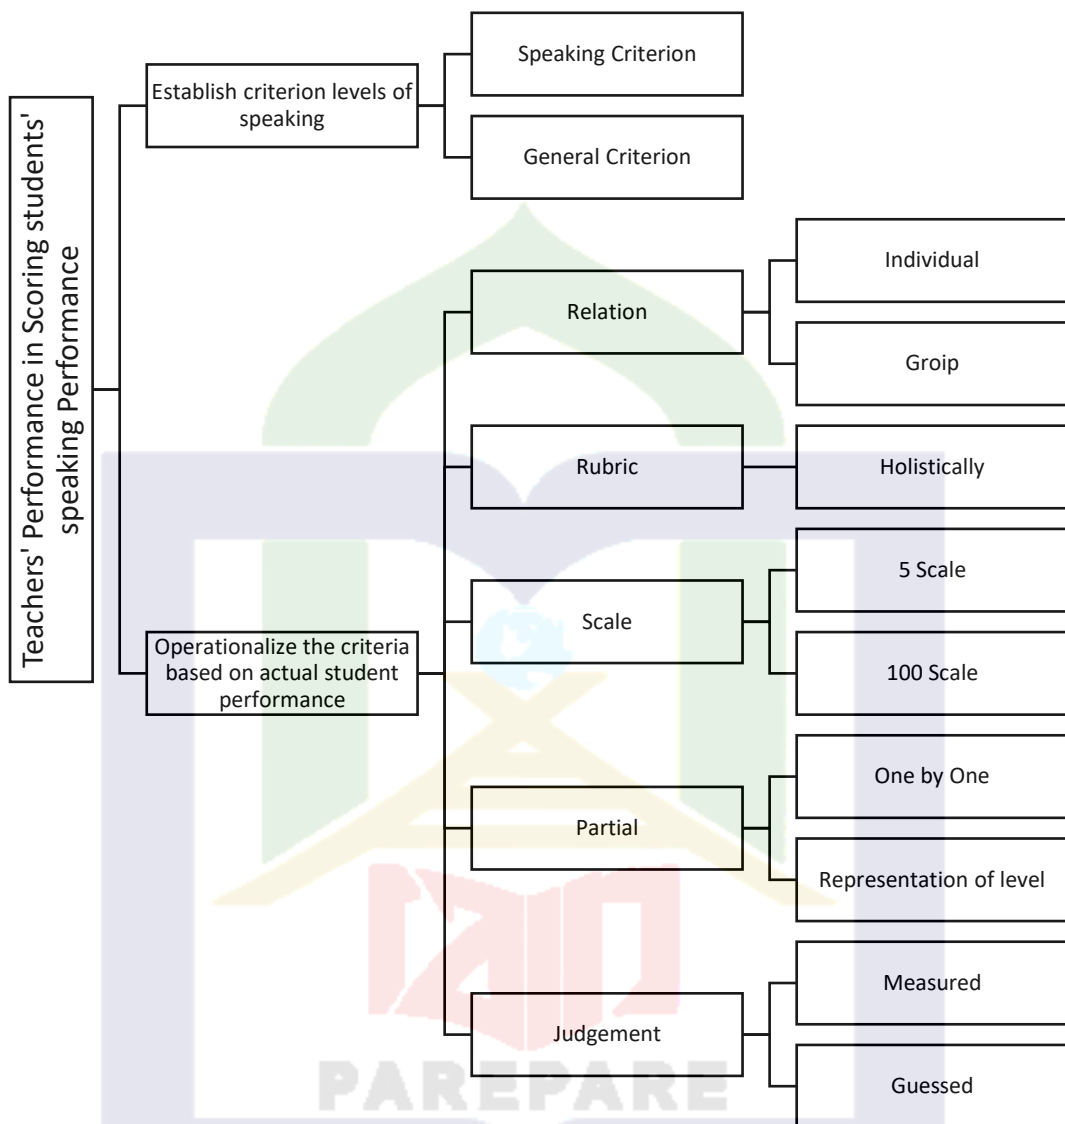 Teachers' Performance in Scoring students'
speaking Performance
Establish criterion levels of
speaking
Speaking Criterion
General Criterion
Operationalize the criteria
based on actual student
performance
Relation
Individual
Groip
Rubric
Holistically
Scale
5 Scale
100 Scale
Partial
One by One
Representation of level
Judgement
Measured
Guessed
PAREPARE